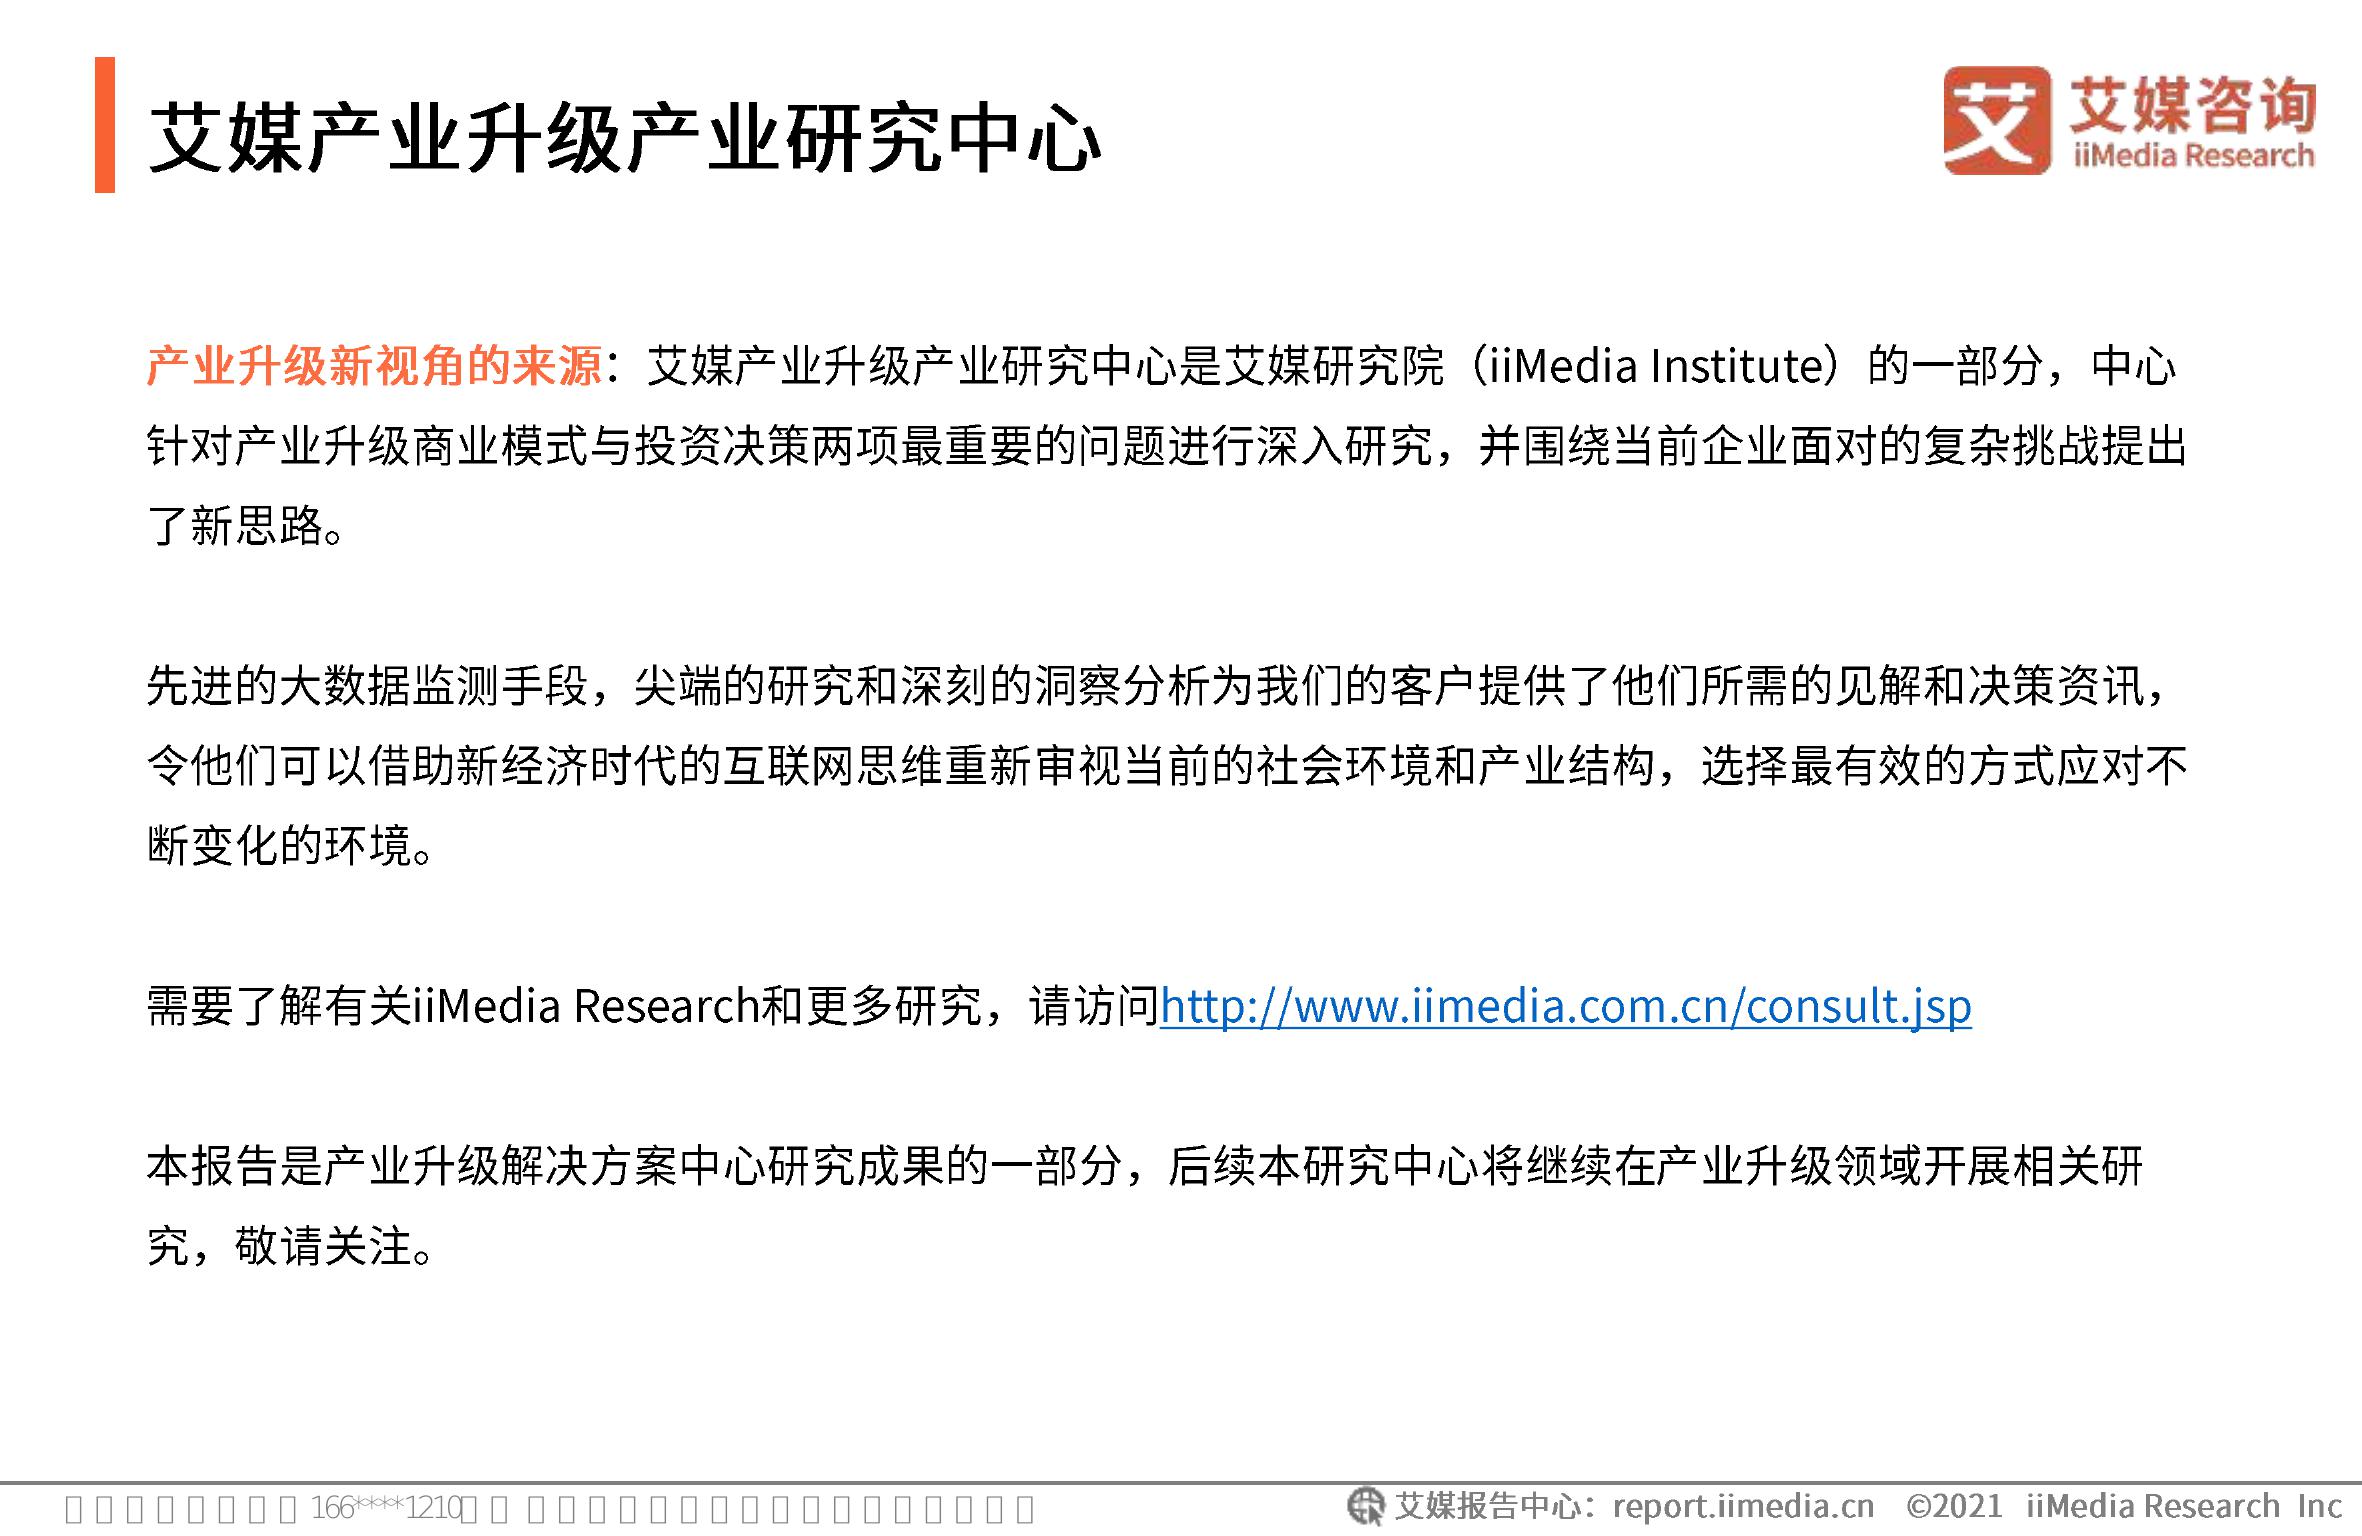 艾媒产业升级产业研究中心
艾 艾媒咨询
iiMedia Research
产业升级新视角的来源：艾媒产业升级产业研究中心是艾媒研究院（iiMedia Institute）的一部分，中心
针对产业升级商业模式与投资决策两项最重要的问题进行深入研究，并围绕当前企业面对的复杂挑战提出
了新思路。
先进的大数据监测手段，尖端的研究和深刻的洞察分析为我们的客户提供了他们所需的见解和决策资讯，
令他们可以借助新经济时代的互联网思维重新审视当前的社会环境和产业结构，选择最有效的方式应对不
断变化的环境。
需要了解有关iiMedia Research和更多研究，请访问http://www.iimedia.com.cn/consult.jsp
本报告是产业升级解决方案中心研究成果的一部分，后续本研究中心将继续在产业升级领域开展相关研
究，敬请关注。
166****1210
艾媒报告中心：report.iimedia.cn ©2021 iiMedia Research Inc